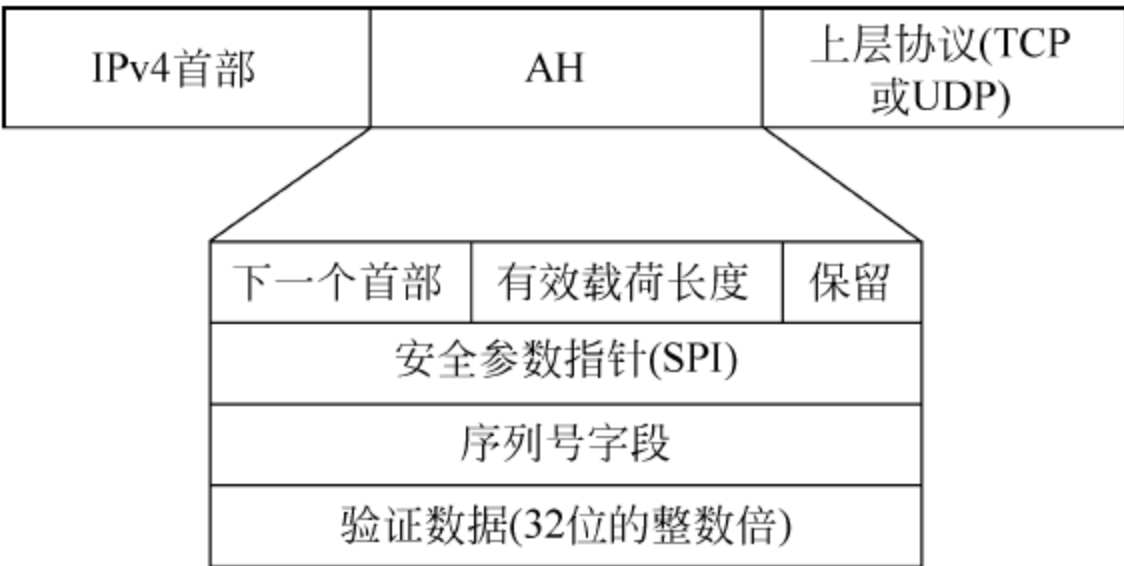 IPv4首部
AH
上层协议(TCP
或UDP)
下一个首部
有效载荷长度
保留
安全参数指针(SPI)
序列号字段
验证数据(32位的整数倍)